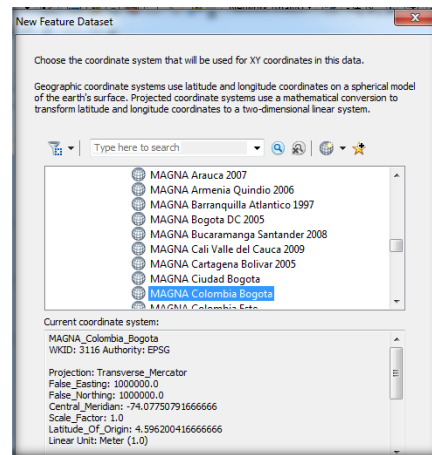 New Feature Dataset
Choose the coordinate system that will be used for XY coordinates in this data.
Geographic coordinate systems use latitude and longitude coordinates on a spherical model
of the earth's surface. Projected coordinate systems use a mathematical conversion to
transform latitude and longitude coordinates to a two-dimensional linear system.
Type here to search
MAGNA Arauca 2007
MAGNA Armenia Quindio 2006
MAGNA Barranquilla Atlantico 1997
MAGNA Bogota DC 2005
MAGNA Bucaramanga Santander 2008
MAGNA Cali Valle del Cauca 2009
MAGNA Cartagena Bolivar 2005
MAGNA Ciudad Bogota
MAGNA Colombia Bogota
MAGNA Colombia Este
Current coordinate system:
MAGNA_Colombia_Bogota
WKID: 3116 Authority: EPSG
Projection: Transverse_Mercator
False_Easting: 1000000.0
False_Northing: 1000000.0
Central_Meridian: -74.07750791666666
Scale_Factor: 1.0
Latitude_Of_Origin: 4.596200416666666
Linear Unit: Meter (1.0)